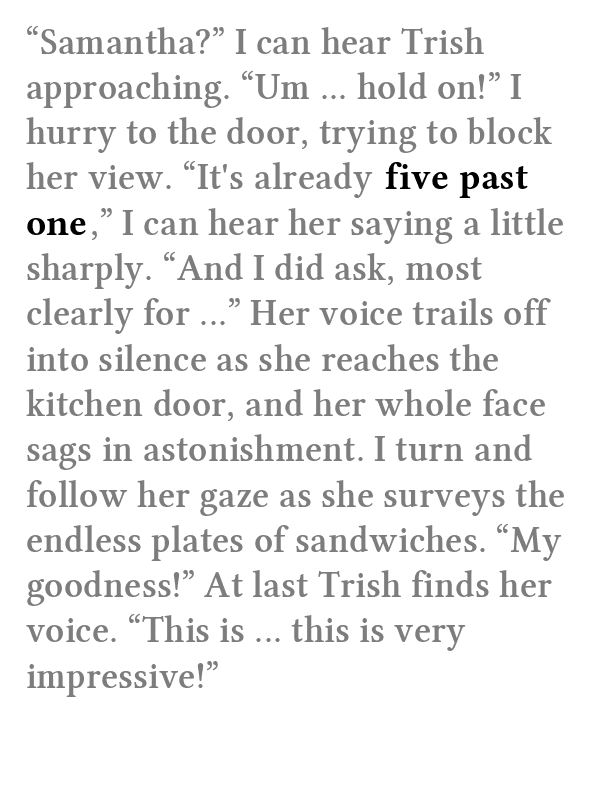 “Samantha?” I can hear Trish
approaching. “Um ... hold on!” I
hurry to the door, trying to block
her view. “It's already five past
one,” I can hear her saying a little
sharply. “And I did ask, most
clearly for ...” Her voice trails off
into silence as she reaches the
kitchen door, and her whole face
sags in astonishment. I turn and
follow her gaze as she surveys the
endless plates of sandwiches. “My
goodness!” At last Trish finds her
voice. “This is ... this is very
impressive!”